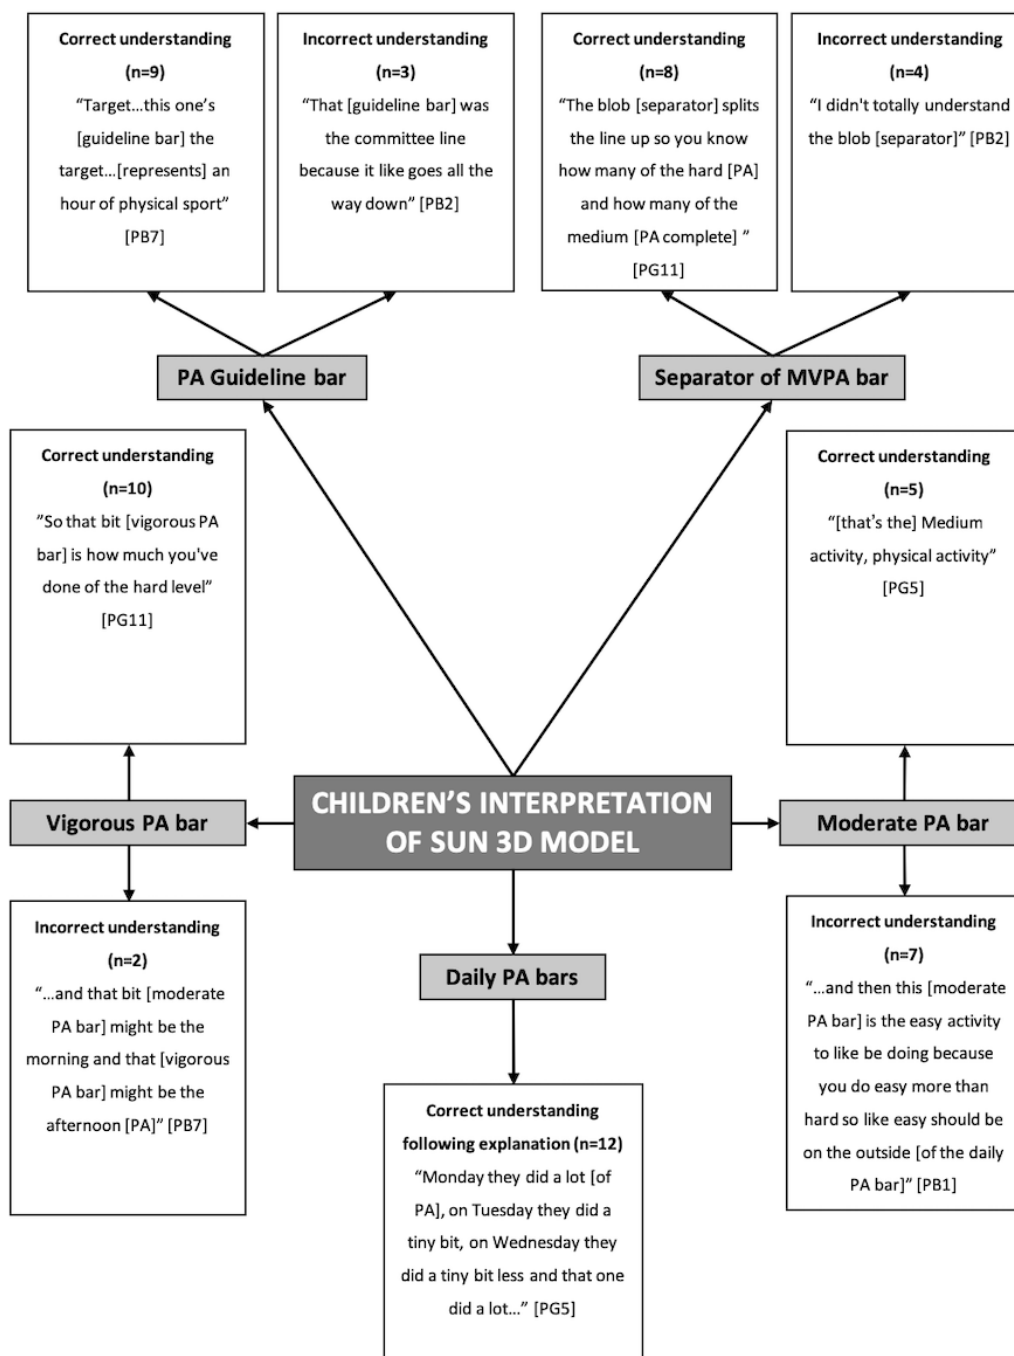 Correct understanding
(n=9)
“Target…this one’s
[guideline bar] the
target…[represents] an
hour of physical sport”
[PB7]
Incorrect understanding
(n=3)
“That [guideline bar] was
the committee line
because it like goes all the
way down” [PB2]
Correct understanding
(n=8)
“The blob [separator] splits
the line up so you know
how many of the hard [PA]
and how many of the
medium [PA complete] ”
[PG11]
Incorrect understanding
(n=4)
“I didn't totally understand
the blob [separator]” [PB2]
PA Guideline bar
Separator of MVPA bar
Correct understanding
(n=10)
”So that bit [vigorous PA
bar] is how much you've
done of the hard level”
[PG11]
Correct understanding
(n=5)
“[that’s the] Medium
activity, physical activity”
[PG5]
Vigorous PA bar
CHILDREN’S INTERPRETATION
OF SUN 3D MODEL
Moderate PA bar
Incorrect understanding
(n=2)
“…and that bit [moderate
PA bar] might be the
morning and that [vigorous
PA bar] might be the
afternoon [PA]” [PB7]
Daily PA bars
Incorrect understanding
(n=7)
“…and then this [moderate
PA bar] is the easy activity
to like be doing because
you do easy more than
hard so like easy should be
on the outside [of the daily
PA bar]” [PB1]
Correct understanding
following explanation (n=12)
“Monday they did a lot [of
PA], on Tuesday they did a
tiny bit, on Wednesday they
did a tiny bit less and that one
did a lot…” [PG5]